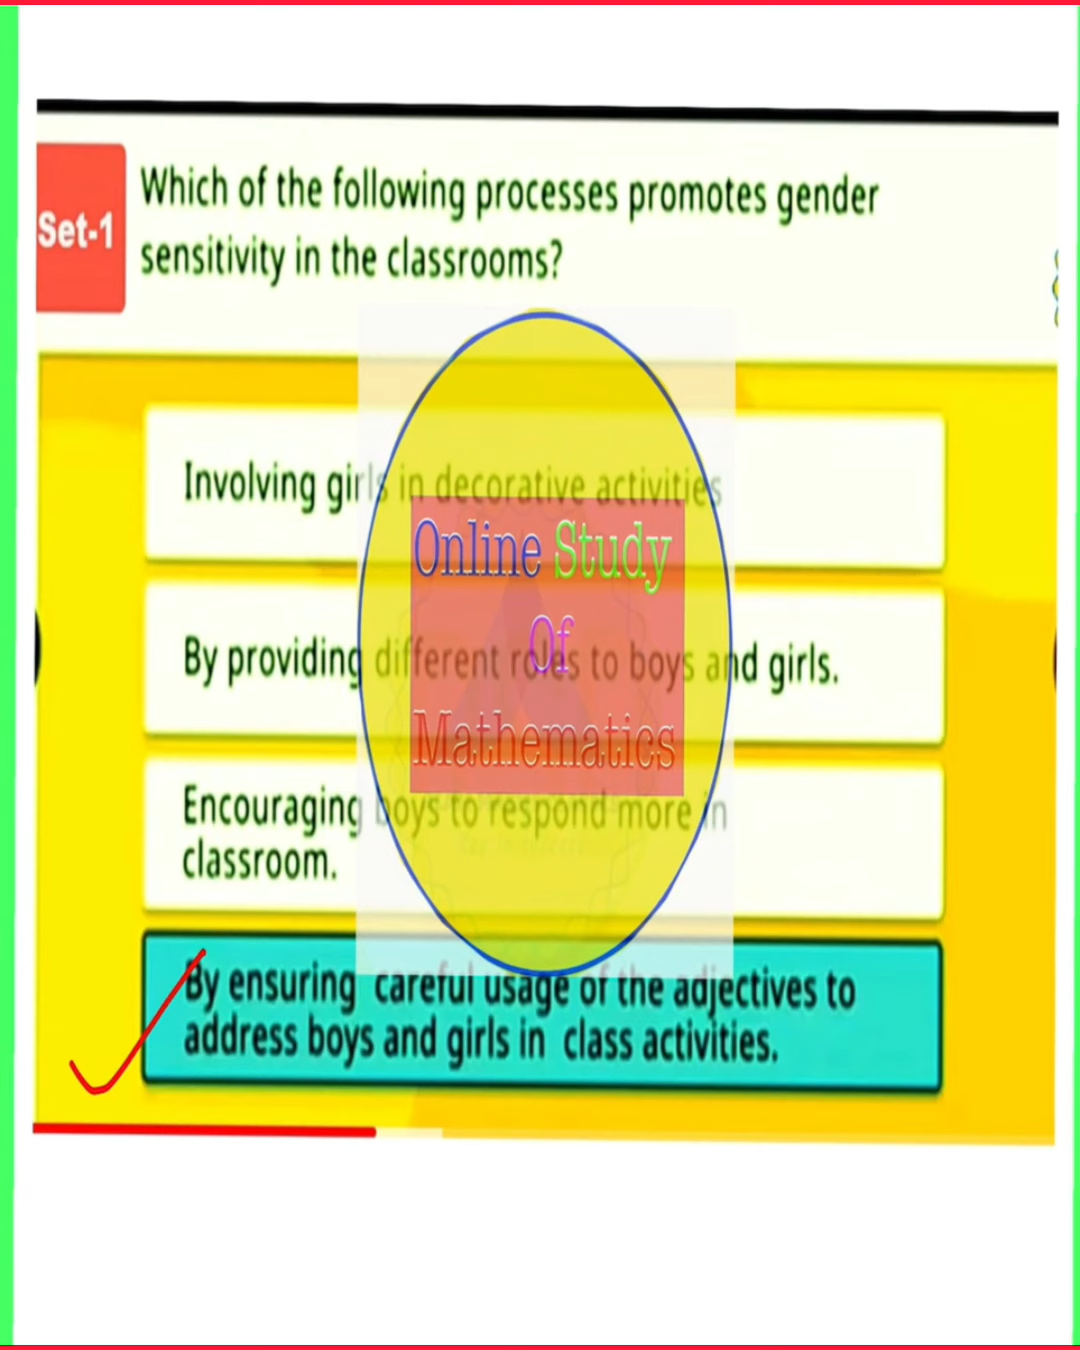 Set-1
Which of the following processes promotes gender
sensitivity in the classrooms?
Involving girls in decorative activities
By providing different roles to boys and girls.
Encouraging boys to respond more in
classroom.
By ensuring careful usage of the adjectives to
address boys and girls in class activities.
Online Study
Of
Mathematics